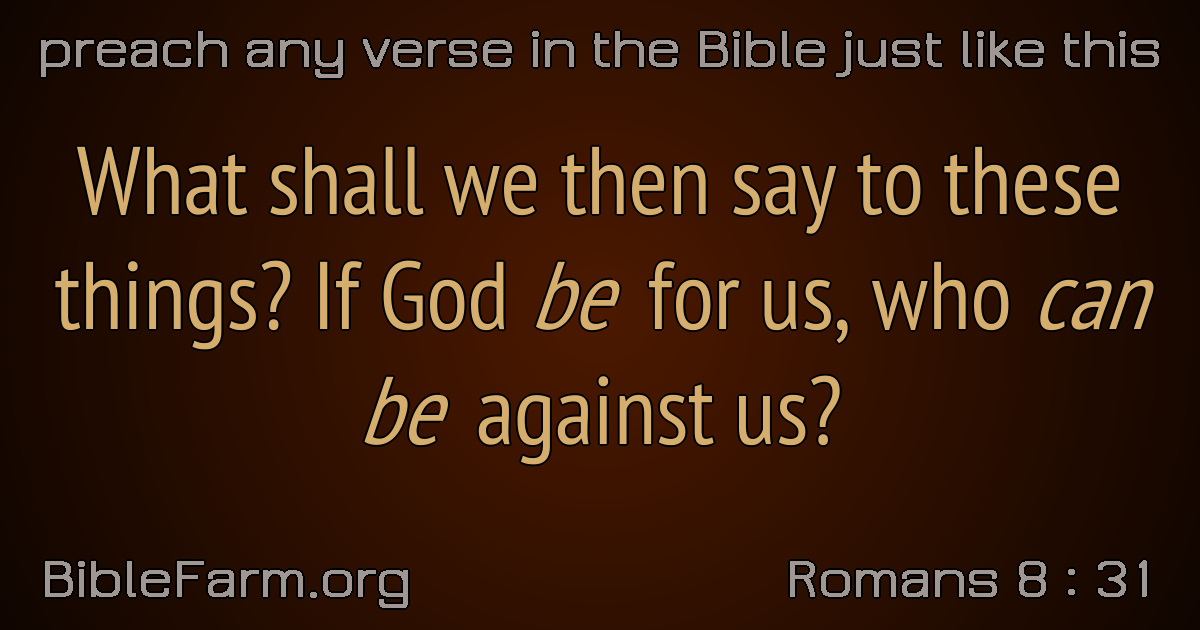 preach any verse in the Bible just like this
What shall we then say to these
things? If God be for us, who can
be against us?
BibleFarm.org
Romans 8 : 31